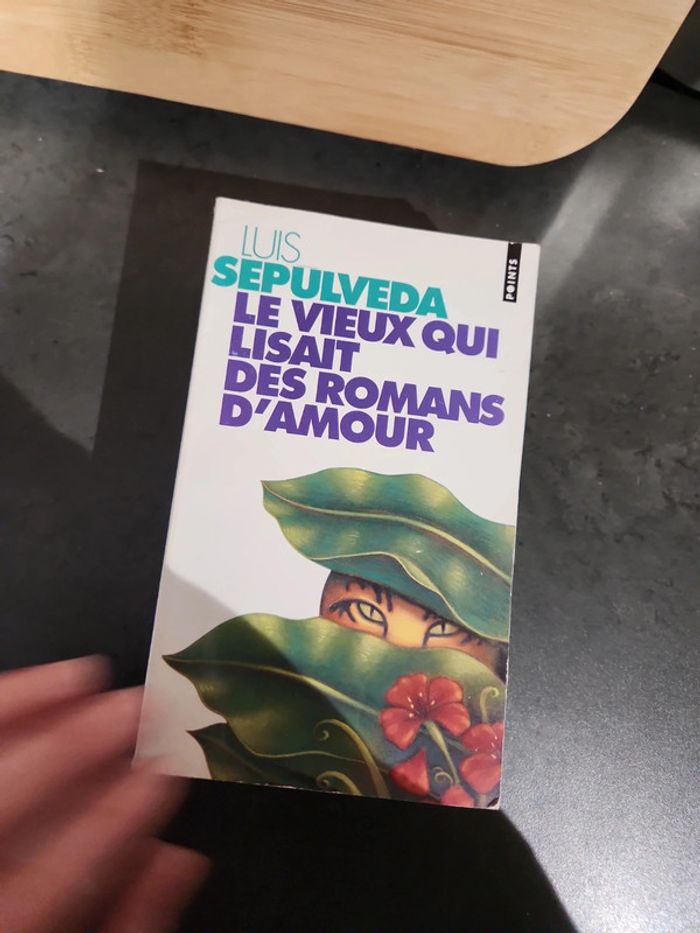 LUIS
SEPULVEDA
LE VIEUX QUI
LISAIT
DES ROMANS
D'AMOUR
POINTS